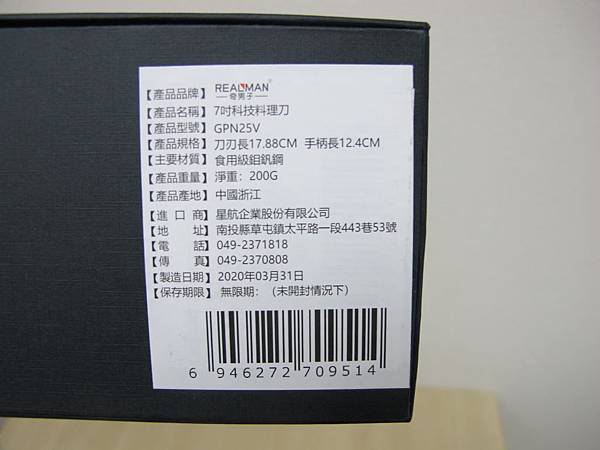 【產品品牌】 REALMAN® —奇男子—
【產品名稱】 7吋科技料理刀
【產品型號】 GPN25V
【產品規格】 刀刃長17.88CM 手柄長12.4CM
【主要材質】 食用級鉬釩鋼
【產品重量】 淨重：200G
【產品產地】 中國浙江
【進口商】 星航企業股份有限公司
【地 址】 南投縣草屯鎮太平路一段443巷53號
【電 話】 049-2371818
【傳 真】 049-2370808
【製造日期】 2020年03月31日
【保存期限】 無限期：（未開封情況下）
6 946272 709514